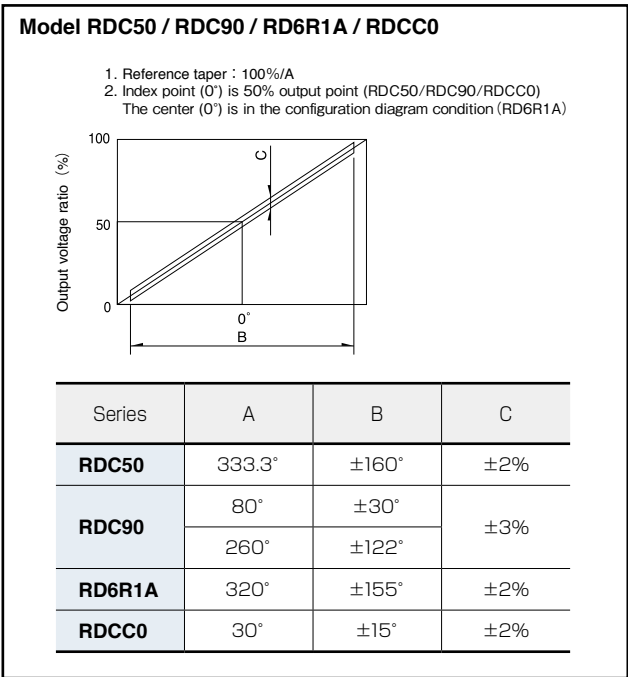 Model RDC50 / RDC90 / RD6R1A / RDCC0
1. Reference taper : 100%/A
2. Index point (0°) is 50% output point (RDC50/RDC90/RDCC0)
The center (0°) is in the configuration diagram condition (RD6R1A)
Output voltage ratio (%)
100
50
0
C
0°
B
Series A B C
RDC50 333.3° ±160° ±2%
RDC90 80° ±30° ±3%
260° ±122°
RD6R1A 320° ±155° ±2%
RDCC0 30° ±15° ±2%